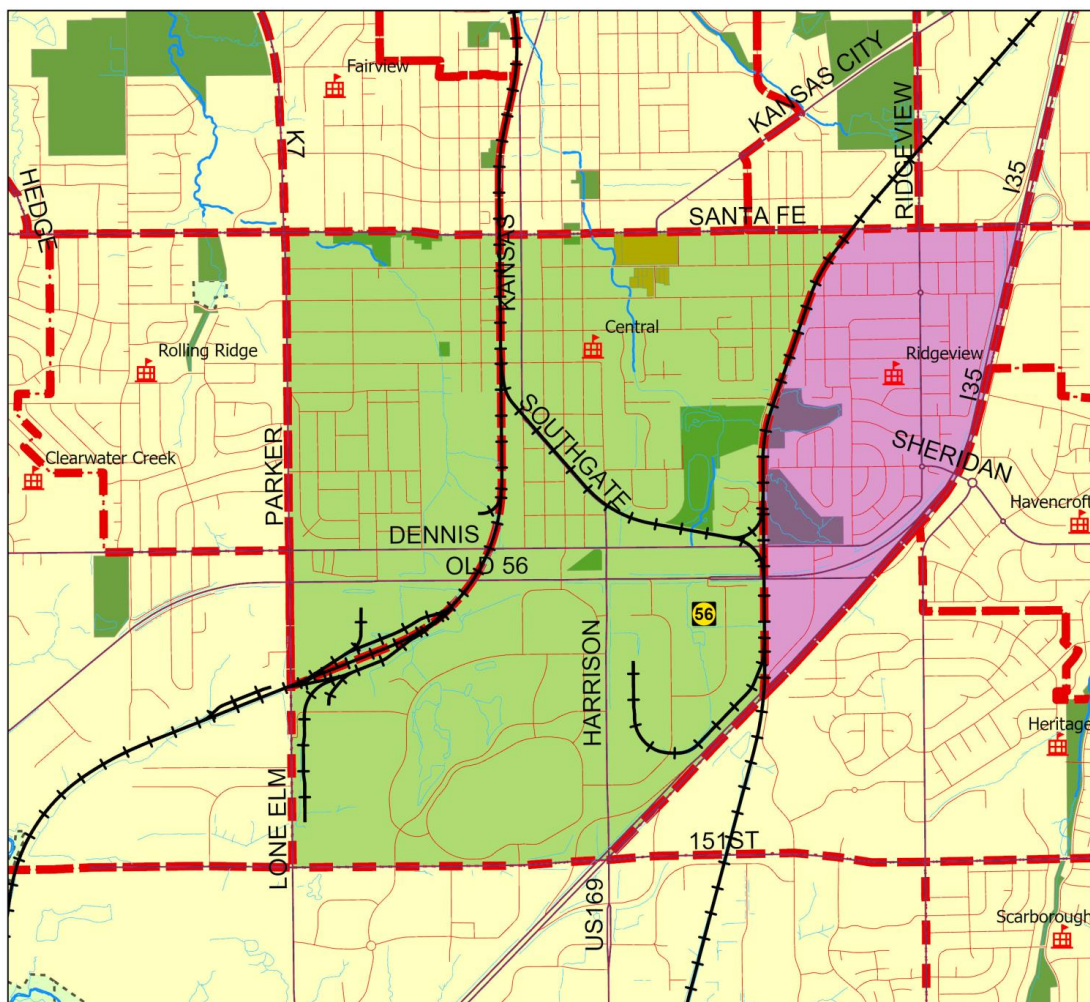 Fairview
KANSAS CITY
K7
RIDGEVIEW
I35
HEDGE
SANTA FE
KANSAS
Central
Rolling Ridge
Ridgeview
I35
SOUTHGATE
SHERIDAN
Clearwater Creek
PARKER
Havencroft
DENNIS
OLD 56
56
HARRISON
Heritage
LONE ELM
151ST
US169
Scarborough